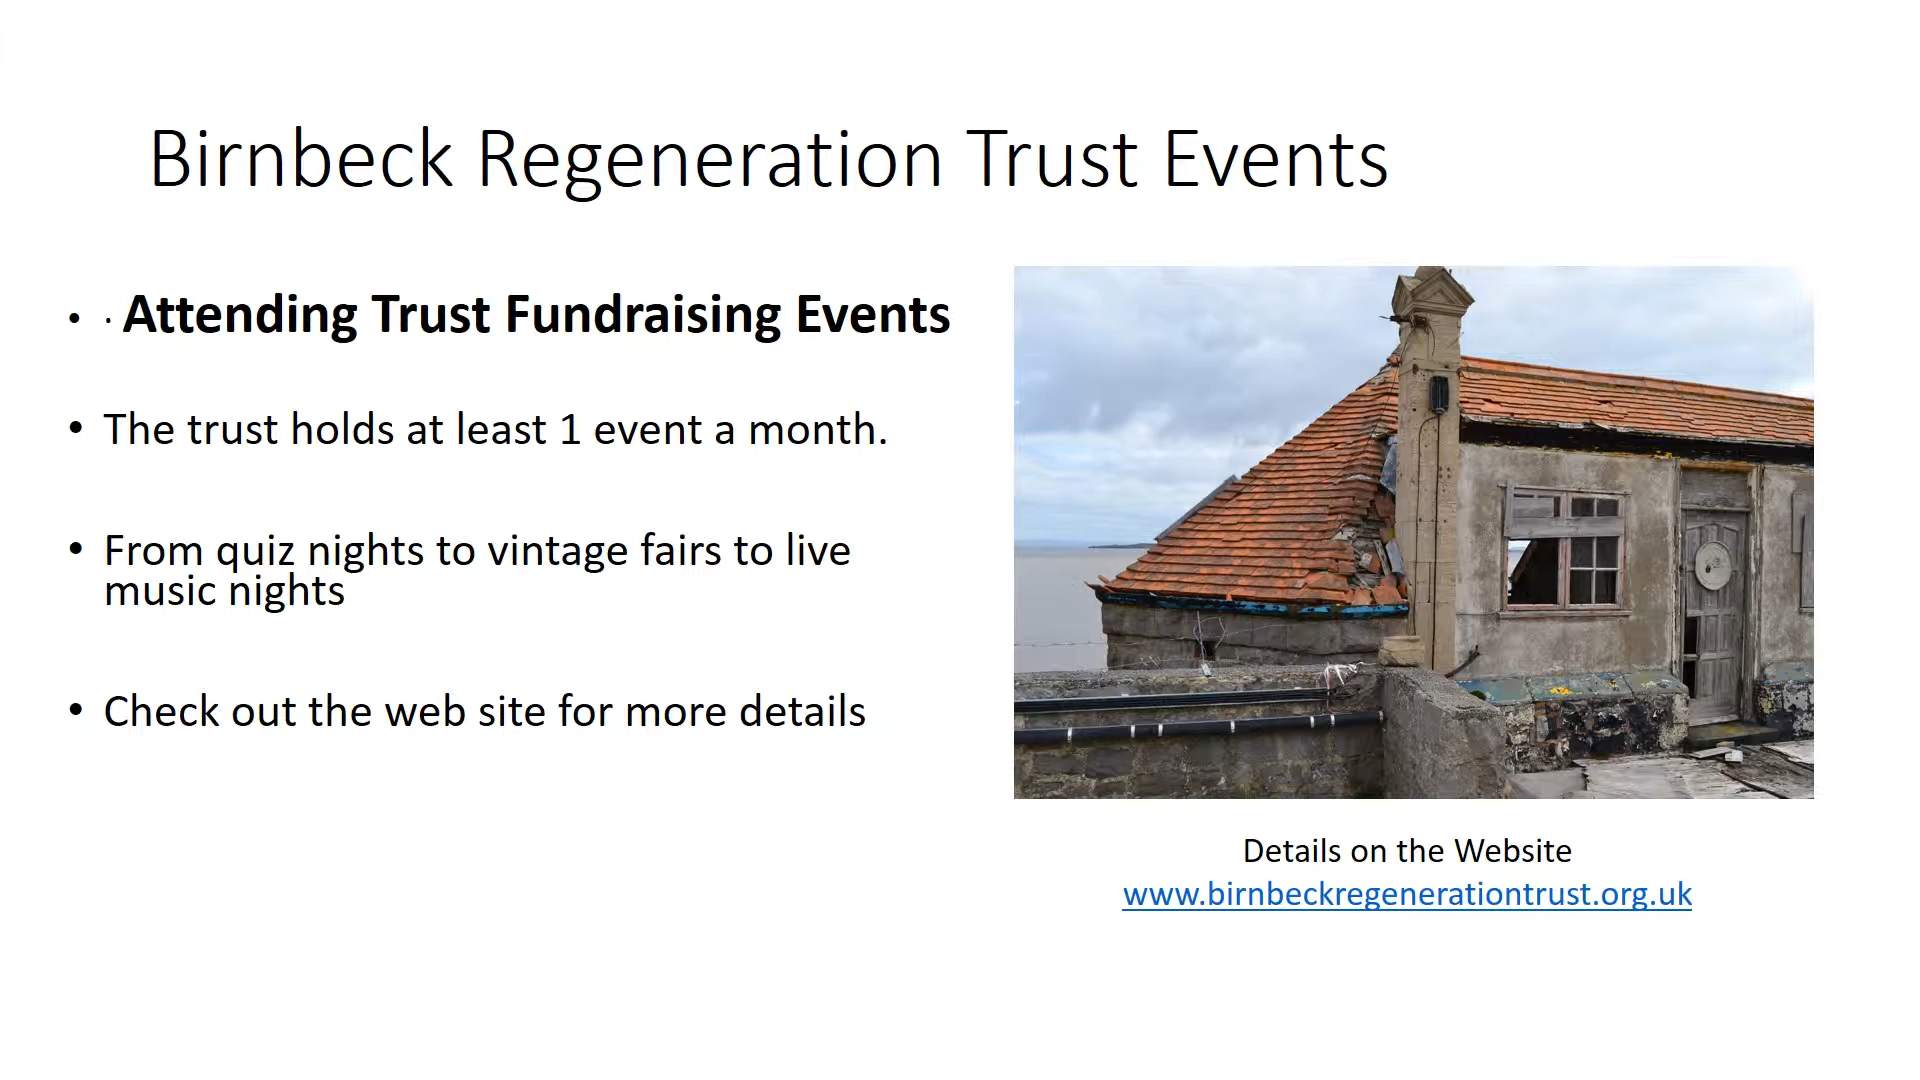 Birnbeck Regeneration Trust Events
• · Attending Trust Fundraising Events
• The trust holds at least 1 event a month.
• From quiz nights to vintage fairs to live
music nights
• Check out the web site for more details
Details on the Website
www.birnbeckregenerationtrust.org.uk